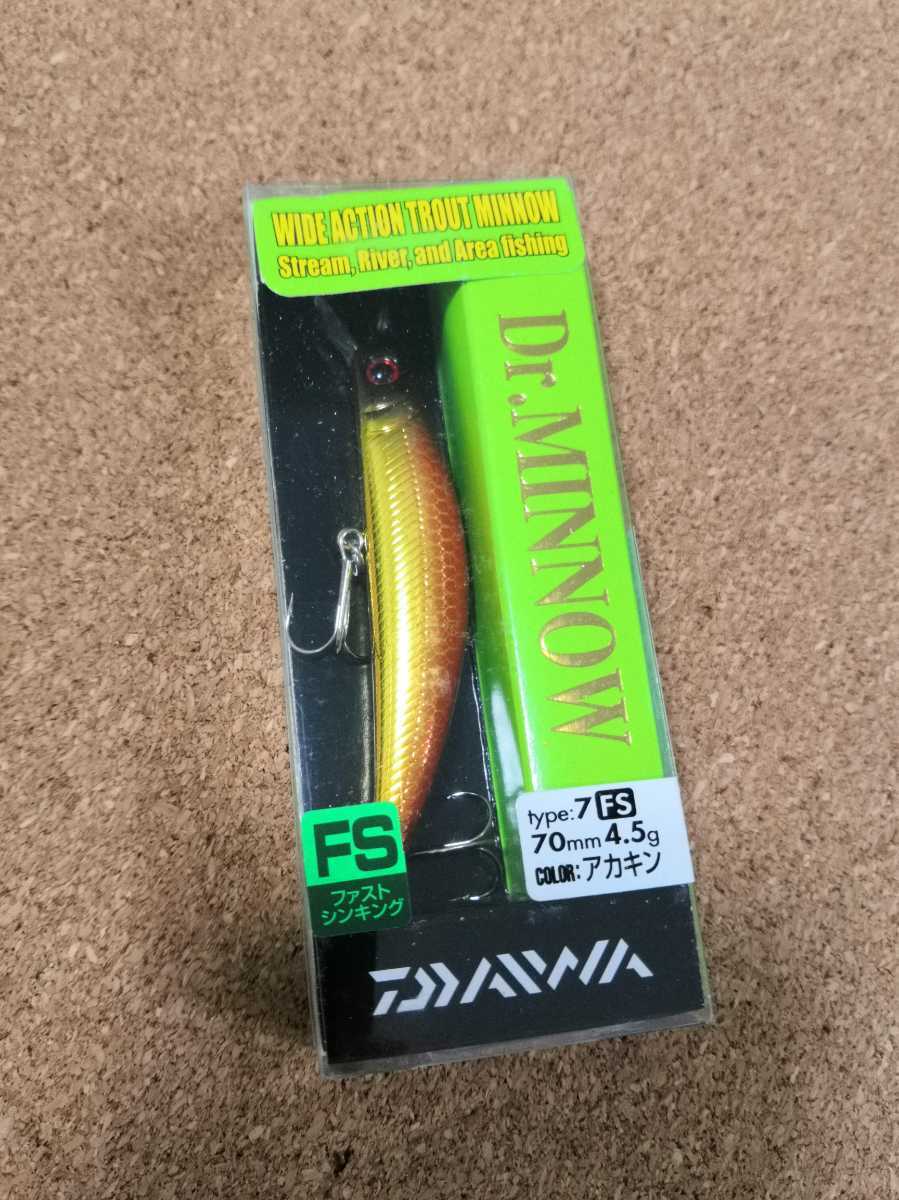 WIDE ACTION TROUT MINNOW
Stream, River, and Area fishing
Dr.MINNOW
type:7 FS
70mm 4.5g
COLOR:アカキン
FS
ファスト
シンキング
DAIWA